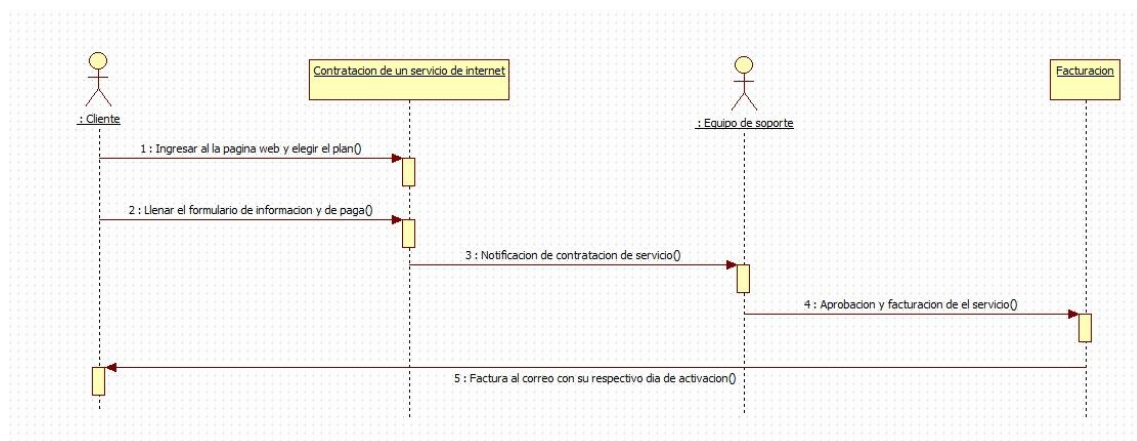 Contratacion de un servicio de internet
Facturacion
: Cliente
: Equipo de soporte
1 : Ingresar al la pagina web y elegir el plan()
2 : Llenar el formulario de informacion y de paga()
3 : Notificacion de contratacion de servicio()
4 : Aprobacion y facturacion de el servicio()
5 : Factura al correo con su respectivo dia de activacion()